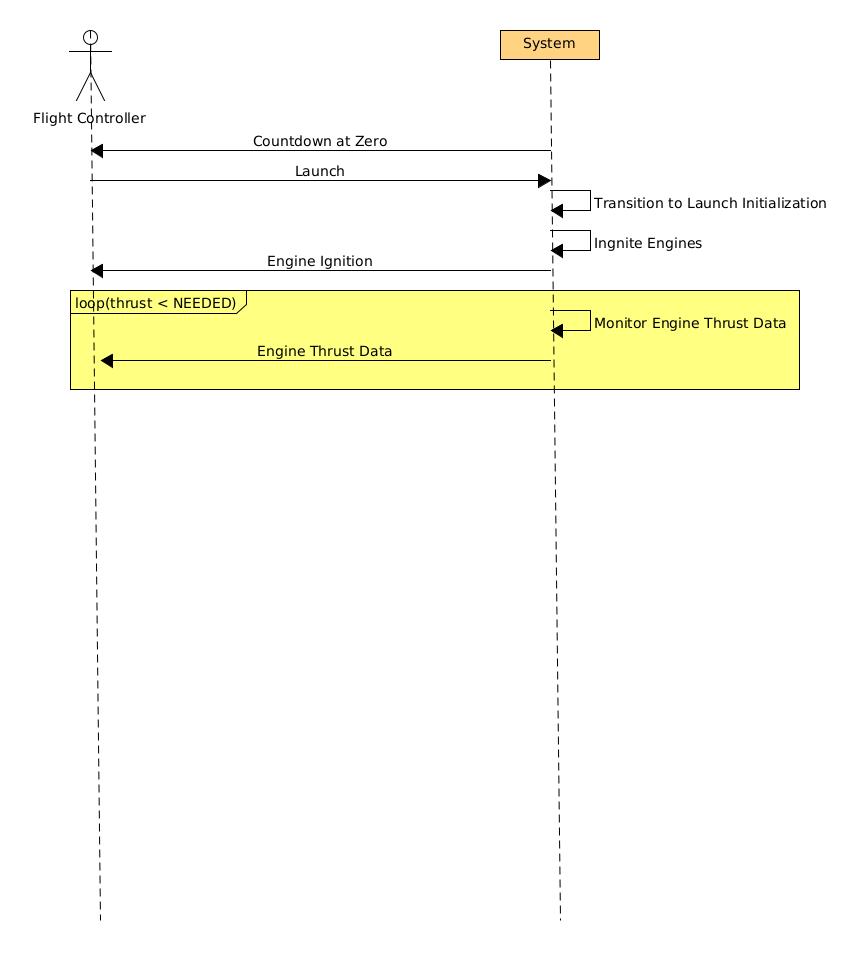 System
Flight Controller
Countdown at Zero
Launch
Transition to Launch Initialization
Ingnite Engines
Engine Ignition
loop(thrust < NEEDED)
Monitor Engine Thrust Data
Engine Thrust Data